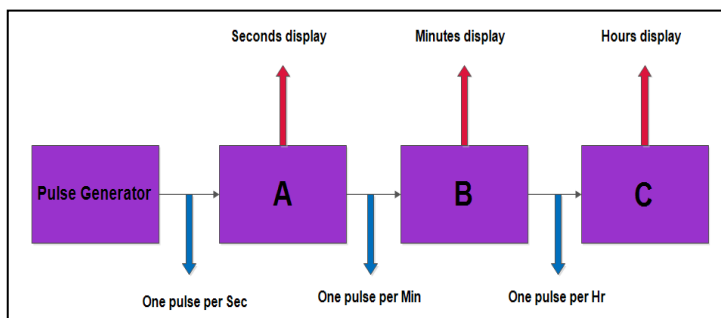 Seconds display
Minutes display
Hours display
Pulse Generator
A
B
C
One pulse per Sec
One pulse per Min
One pulse per Hr